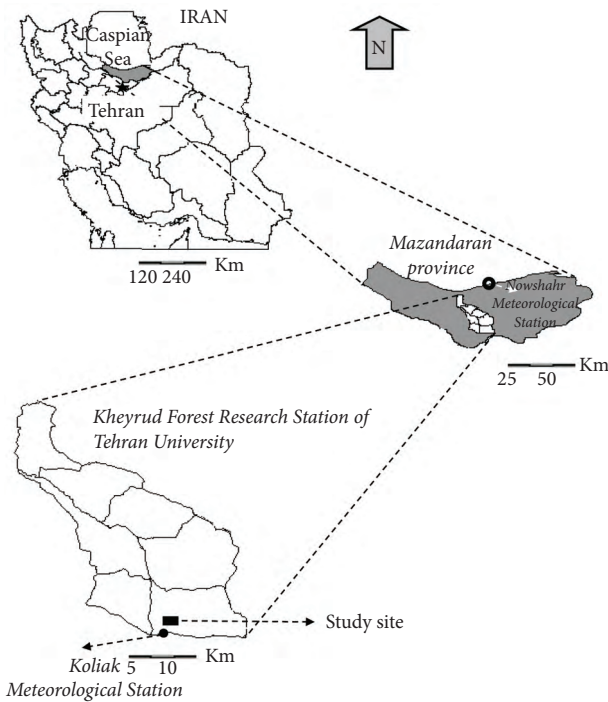 IRAN
N
Caspian
Sea
Tehran
120 240 Km
Mazandaran
province
Nowshahr
Meteorological
Station
25 50 Km
Kheyrud Forest Research Station of
Tehran University
Study site
Koliak 5 10 Km
Meteorological Station